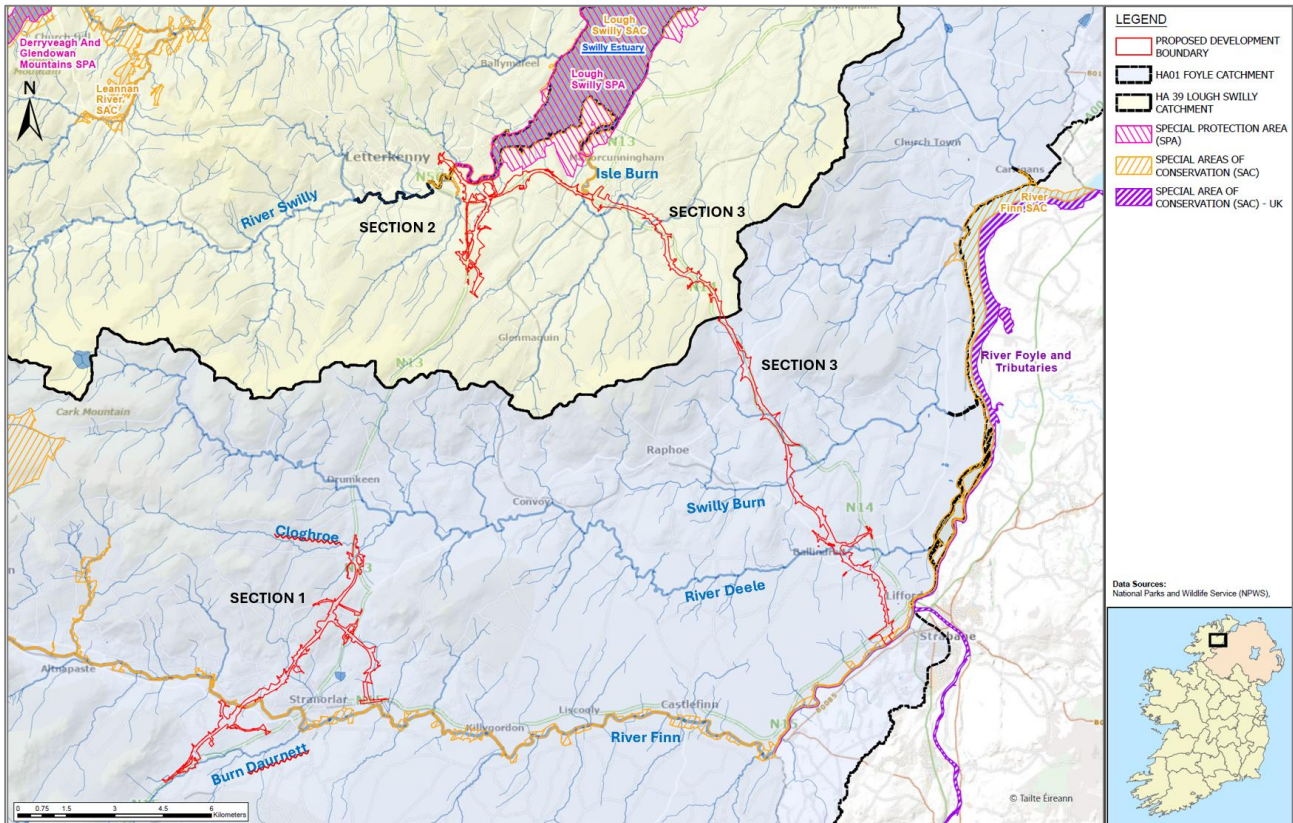 Derryveagh And
Glendowan
Mountains SPA
Leannan
River
SAC
N
Lough
Swilly SAC
Swilly Estuary
Ballymaleel
Lough
Swilly SPA
Letterkenny
N13
Isle Burn
River Swilly
SECTION 2
SECTION 3
Church Town
Carrigans
River
Finn SAC
Glenmaquin
N13
SECTION 3
River Foyle and
Tributaries
Cark Mountain
Raphoe
Drumkeen
Convoy
Swilly Burn
N14
Cloghroe
Ballindrait
SECTION 1
River Deele
Lifford
Strabane
Altnapaste
Stranorlar
Liscooly
Castlefinn
Killygordon
River Finn
N15
Burn Daurnett
0 0.75 1.5 3 4.5 6
Kilometers
© Tailte Éireann
LEGEND
PROPOSED DEVELOPMENT
BOUNDARY
HA01 FOYLE CATCHMENT
HA 39 LOUGH SWILLY
CATCHMENT
SPECIAL PROTECTION AREA
(SPA)
SPECIAL AREAS OF
CONSERVATION (SAC)
SPECIAL AREA OF
CONSERVATION (SAC) - UK
Data Sources:
National Parks and Wildlife Service (NPWS),